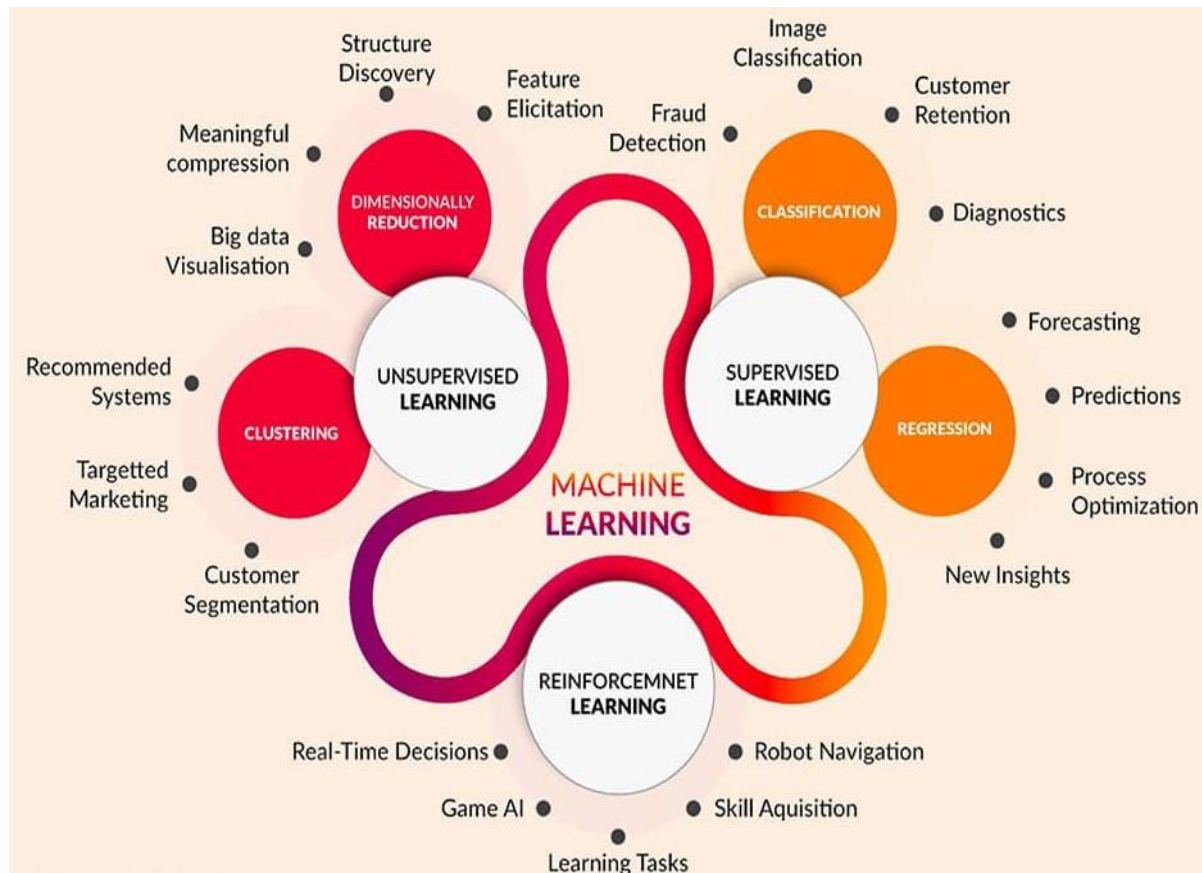 Structure
Discovery
Feature
Elicitation
Meaningful
compression
Big data
Visualisation
DIMENSIONALLY
REDUCTION
Image
Classification
Fraud
Detection
Customer
Retention
CLASSIFICATION
Diagnostics
UNSUPERVISED
LEARNING
SUPERVISED
LEARNING
Recommended
Systems
Targetted
Marketing
Customer
Segmentation
CLUSTERING
Forecasting
Predictions
Process
Optimization
New Insights
REGRESSION
MACHINE
LEARNING
REINFORCEMNET
LEARNING
Real-Time Decisions
Game AI
Learning Tasks
Skill Aquisition
Robot Navigation